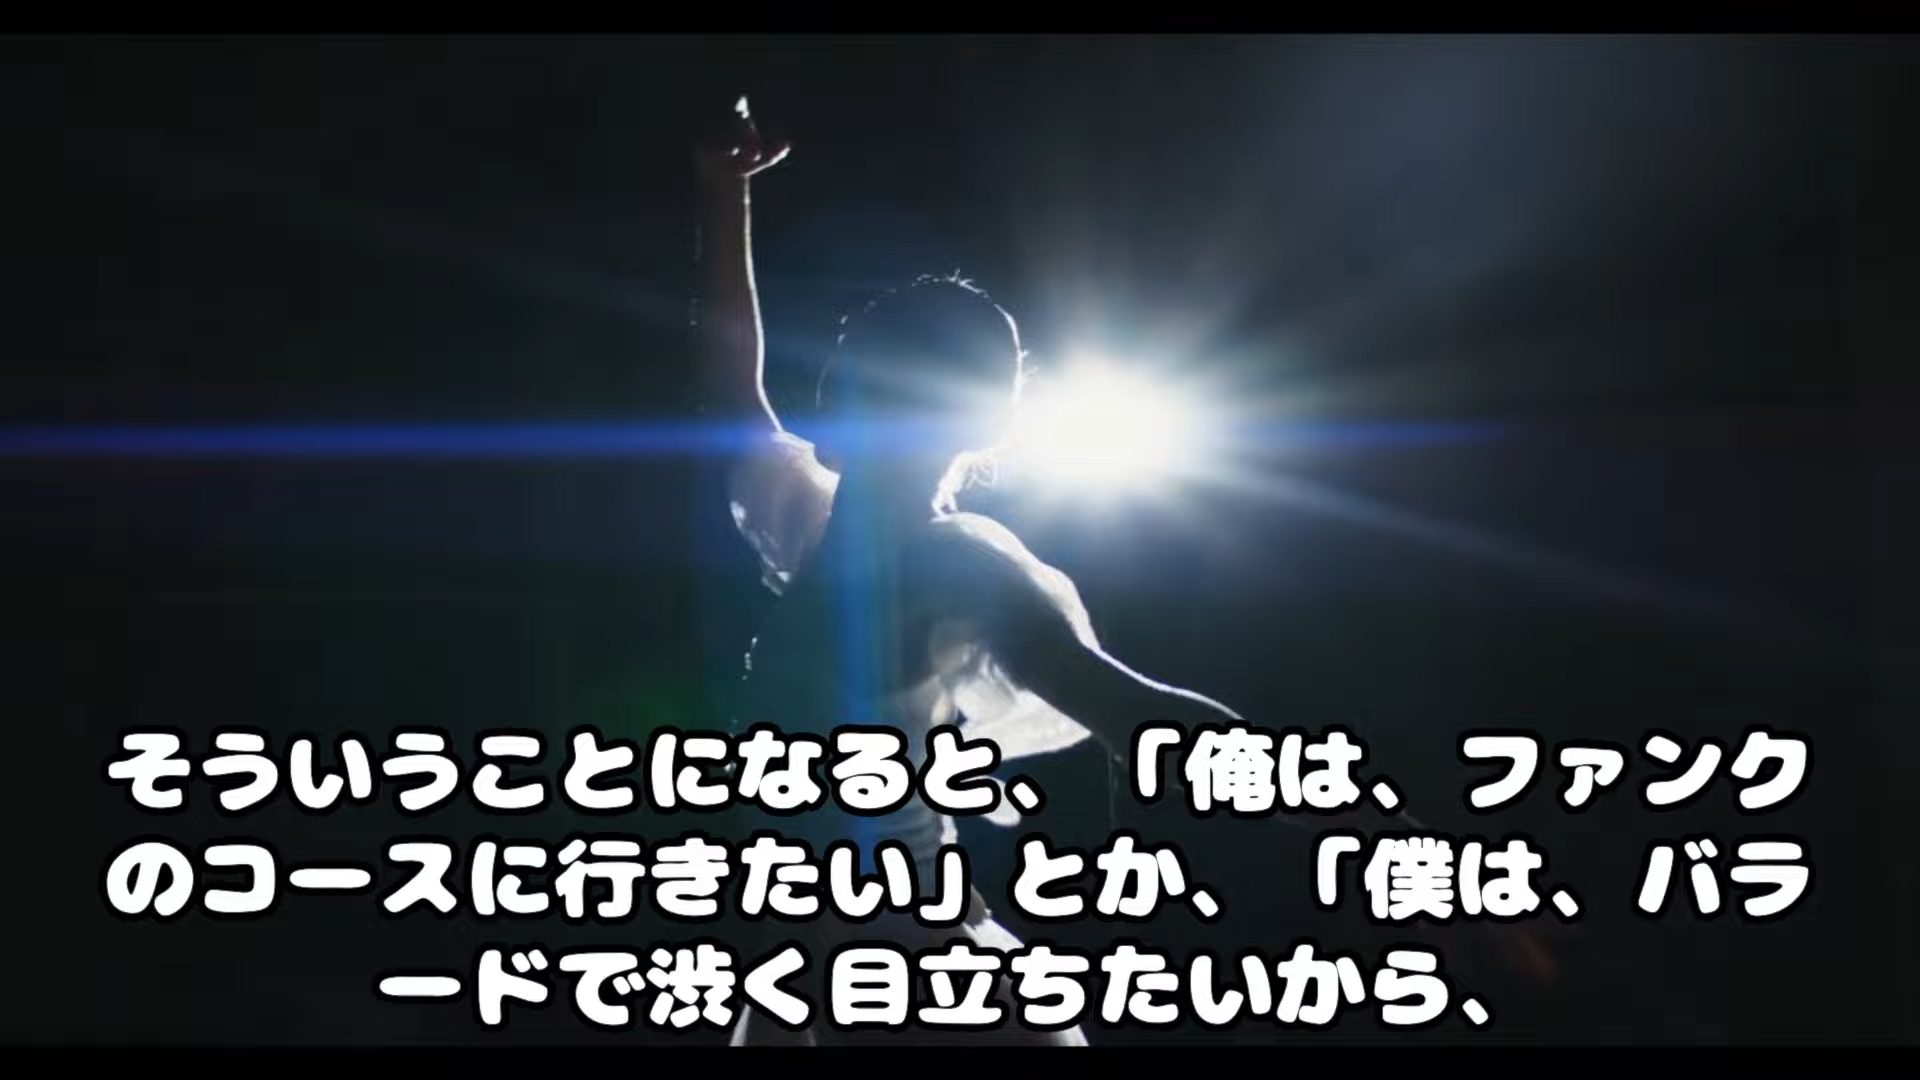 そういうことになると、「俺は、ファンク
のコースに行きたい」とか、「僕は、バラ
ードで渋く目立ちたいから、